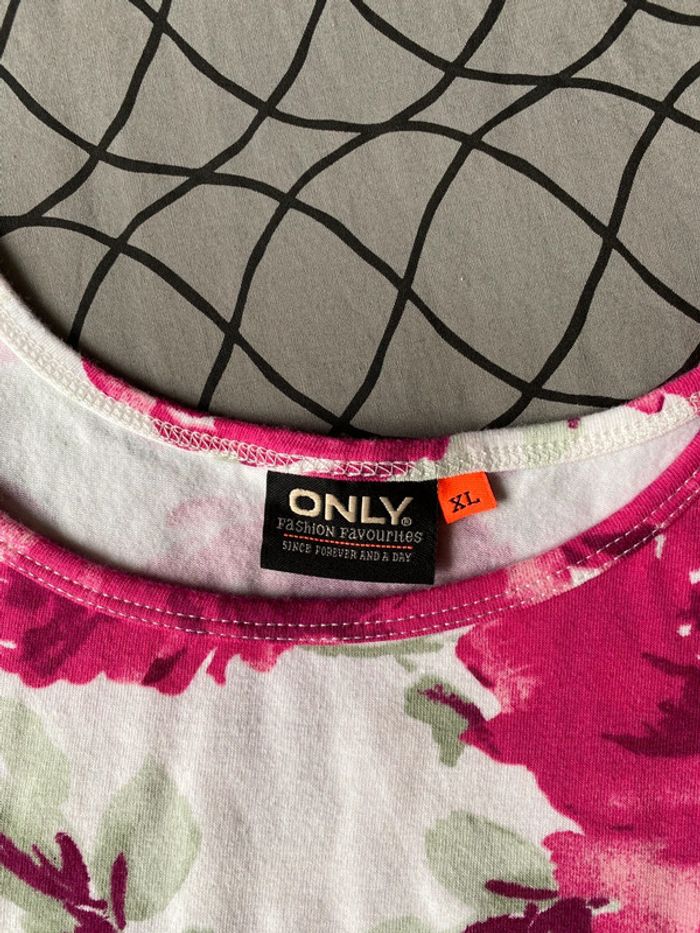 ONLY®
Fashion Favourites
SINCE FOREVER AND A DAY
XL